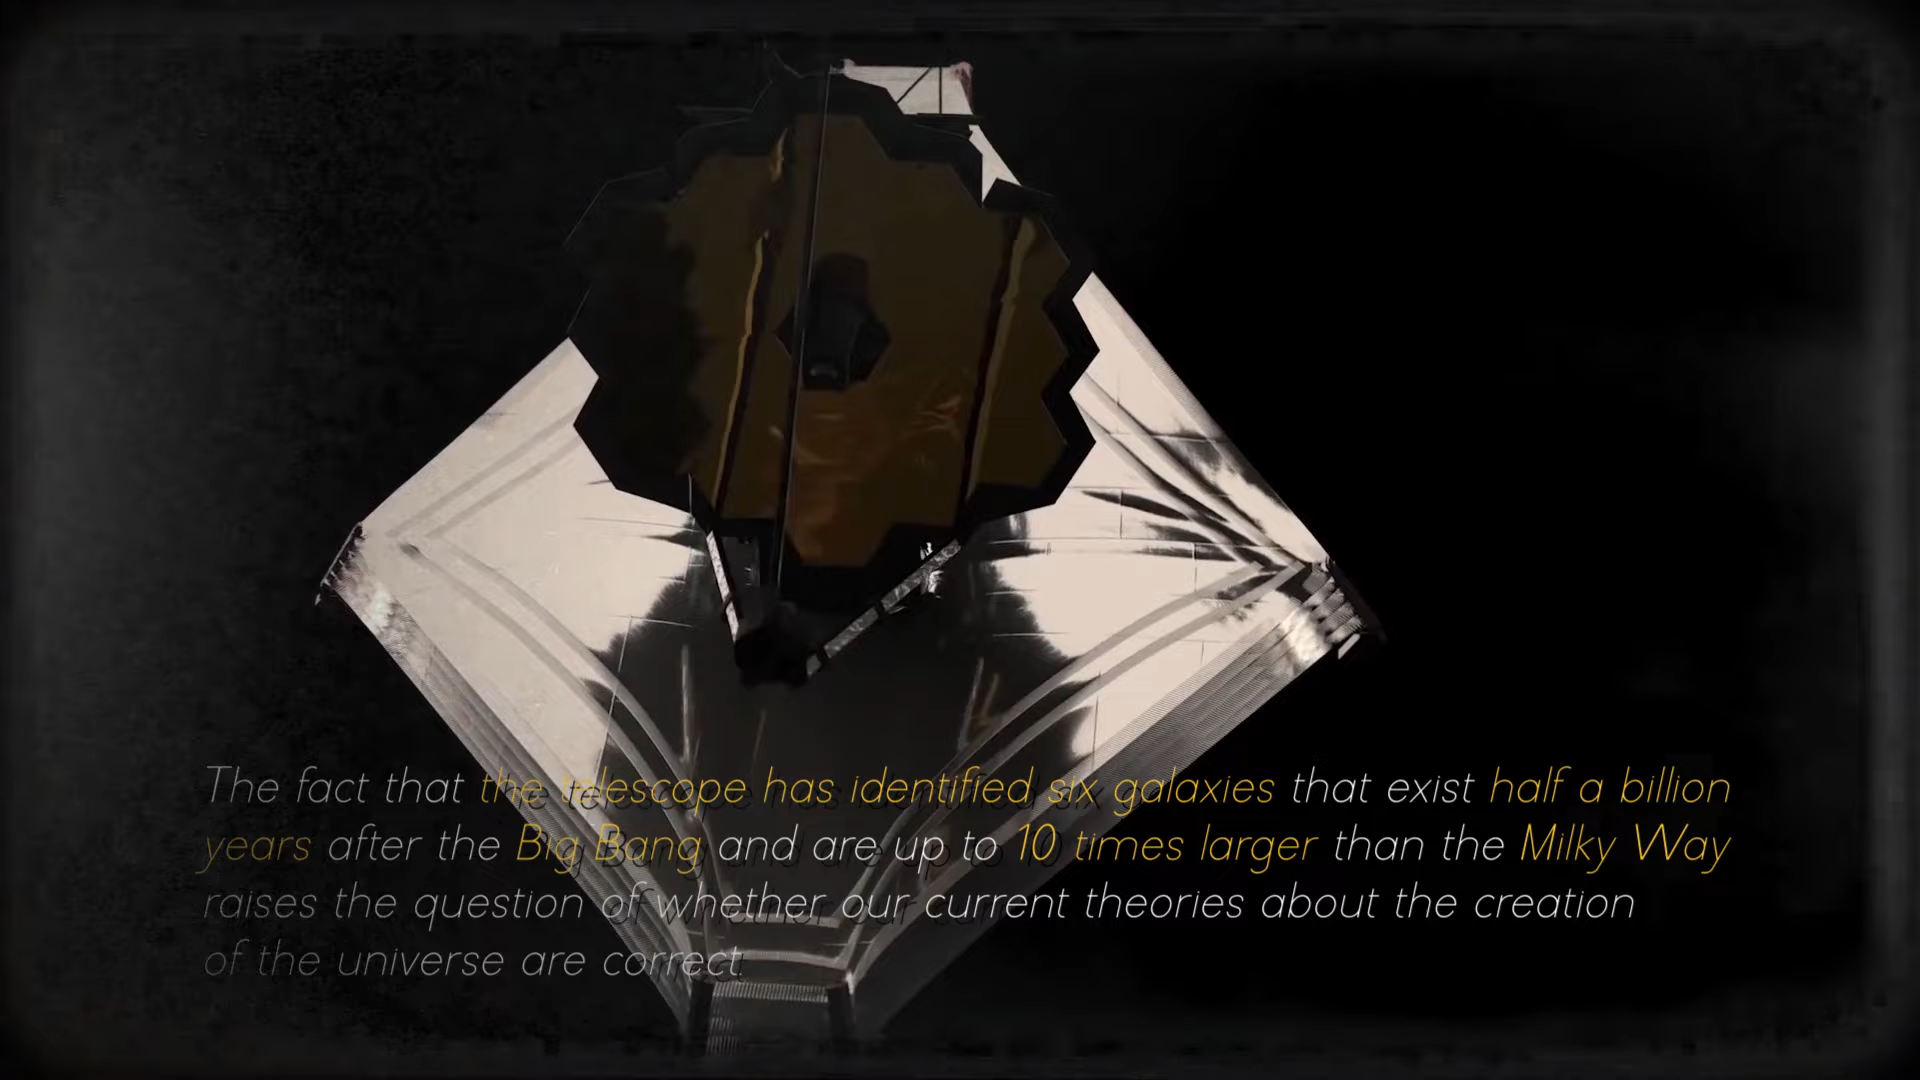 The fact that the telescope has identified six galaxies that exist half a billion
years after the Big Bang and are up to 10 times larger than the Milky Way
raises the question of whether our current theories about the creation
of the universe are correct